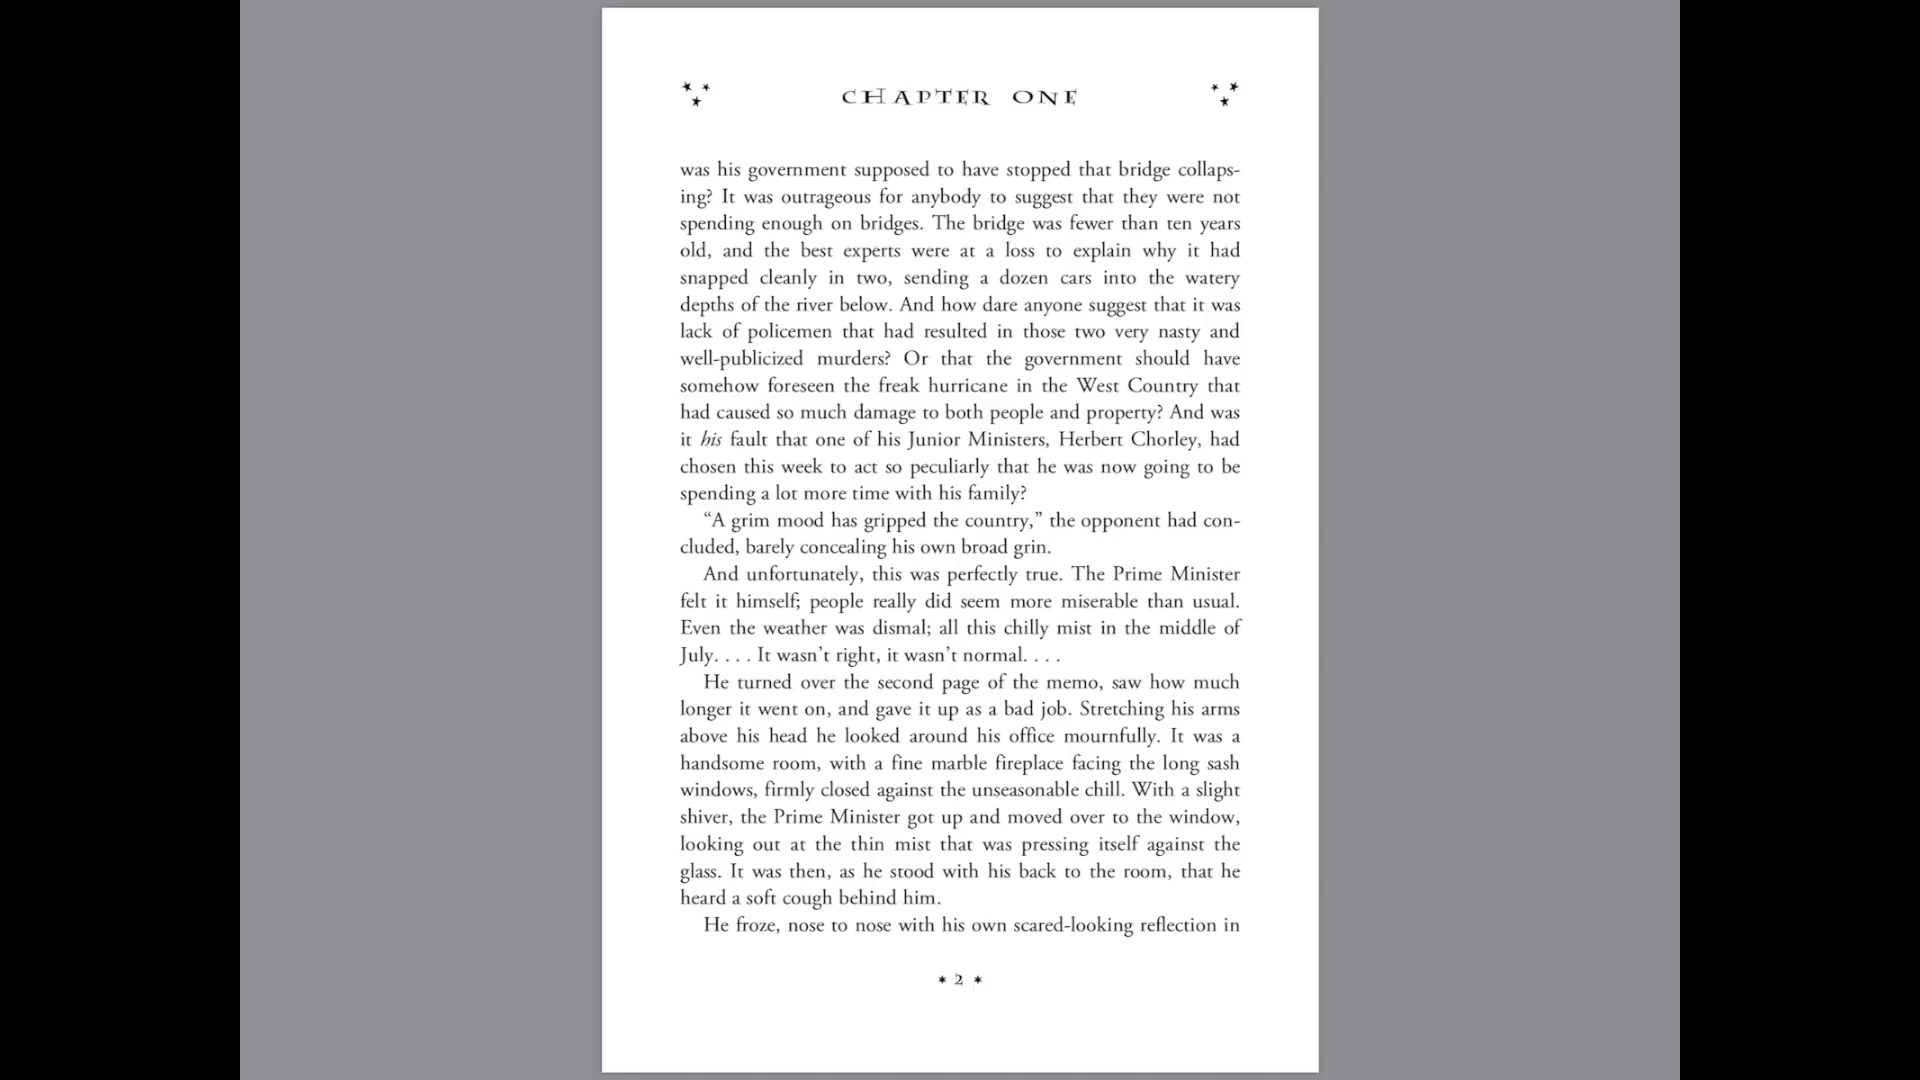 CHAPTER ONE
was his government supposed to have stopped that bridge collaps-
ing? It was outrageous for anybody to suggest that they were not
spending enough on bridges. The bridge was fewer than ten years
old, and the best experts were at a loss to explain why it had
snapped cleanly in two, sending a dozen cars into the watery
depths of the river below. And how dare anyone suggest that it was
lack of policemen that had resulted in those two very nasty and
well-publicized murders? Or that the government should have
somehow foreseen the freak hurricane in the West Country that
had caused so much damage to both people and property? And was
it his fault that one of his Junior Ministers, Herbert Chorley, had
chosen this week to act so peculiarly that he was now going to be
spending a lot more time with his family?
“A grim mood has gripped the country,” the opponent had con-
cluded, barely concealing his own broad grin.
And unfortunately, this was perfectly true. The Prime Minister
felt it himself; people really did seem more miserable than usual.
Even the weather was dismal; all this chilly mist in the middle of
July. . . . It wasn’t right, it wasn’t normal. . . .
He turned over the second page of the memo, saw how much
longer it went on, and gave it up as a bad job. Stretching his arms
above his head he looked around his office mournfully. It was a
handsome room, with a fine marble fireplace facing the long sash
windows, firmly closed against the unseasonable chill. With a slight
shiver, the Prime Minister got up and moved over to the window,
looking out at the thin mist that was pressing itself against the
glass. It was then, as he stood with his back to the room, that he
heard a soft cough behind him.
He froze, nose to nose with his own scared-looking reflection in
* 2 *